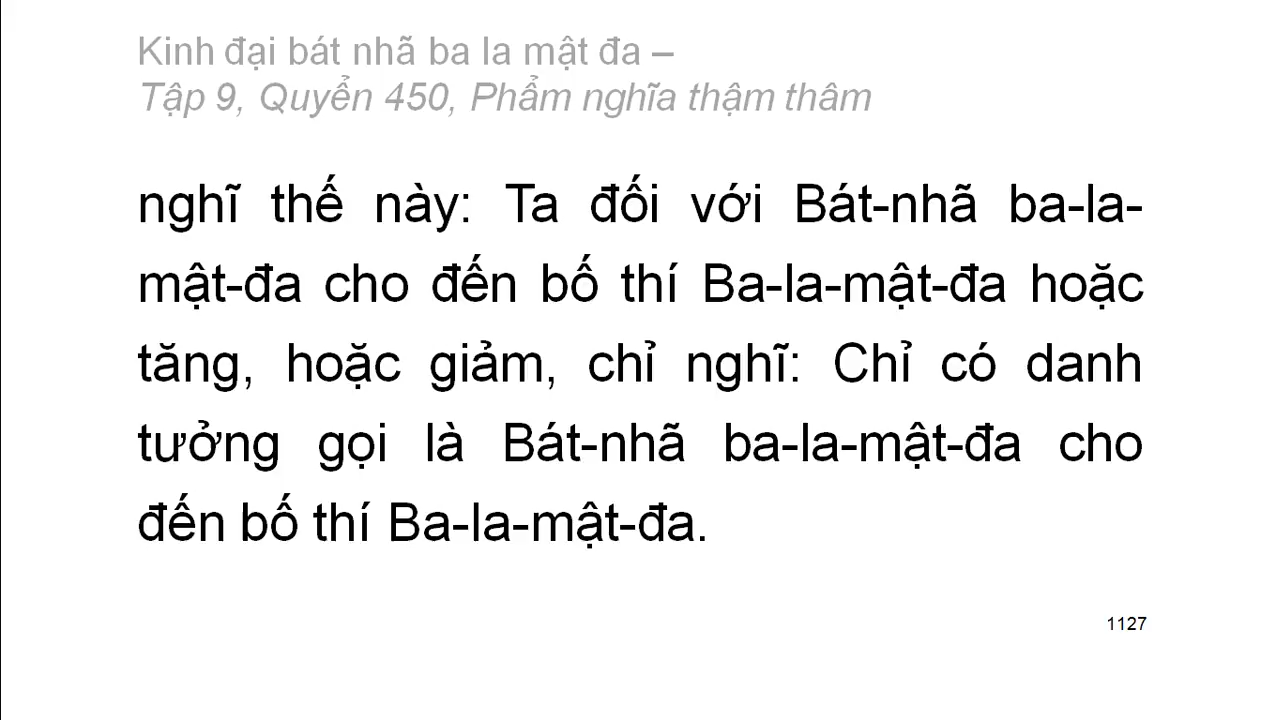 Kinh đại bát nhã ba la mật đa –
Tập 9, Quyển 450, Phẩm nghĩa thậm thâm
nghĩ thế này: Ta đối với Bát-nhã ba-la-
mật-đa cho đến bố thí Ba-la-mật-đa hoặc
tăng, hoặc giảm, chỉ nghĩ: Chỉ có danh
tưởng gọi là Bát-nhã ba-la-mật-đa cho
đến bố thí Ba-la-mật-đa.
1127